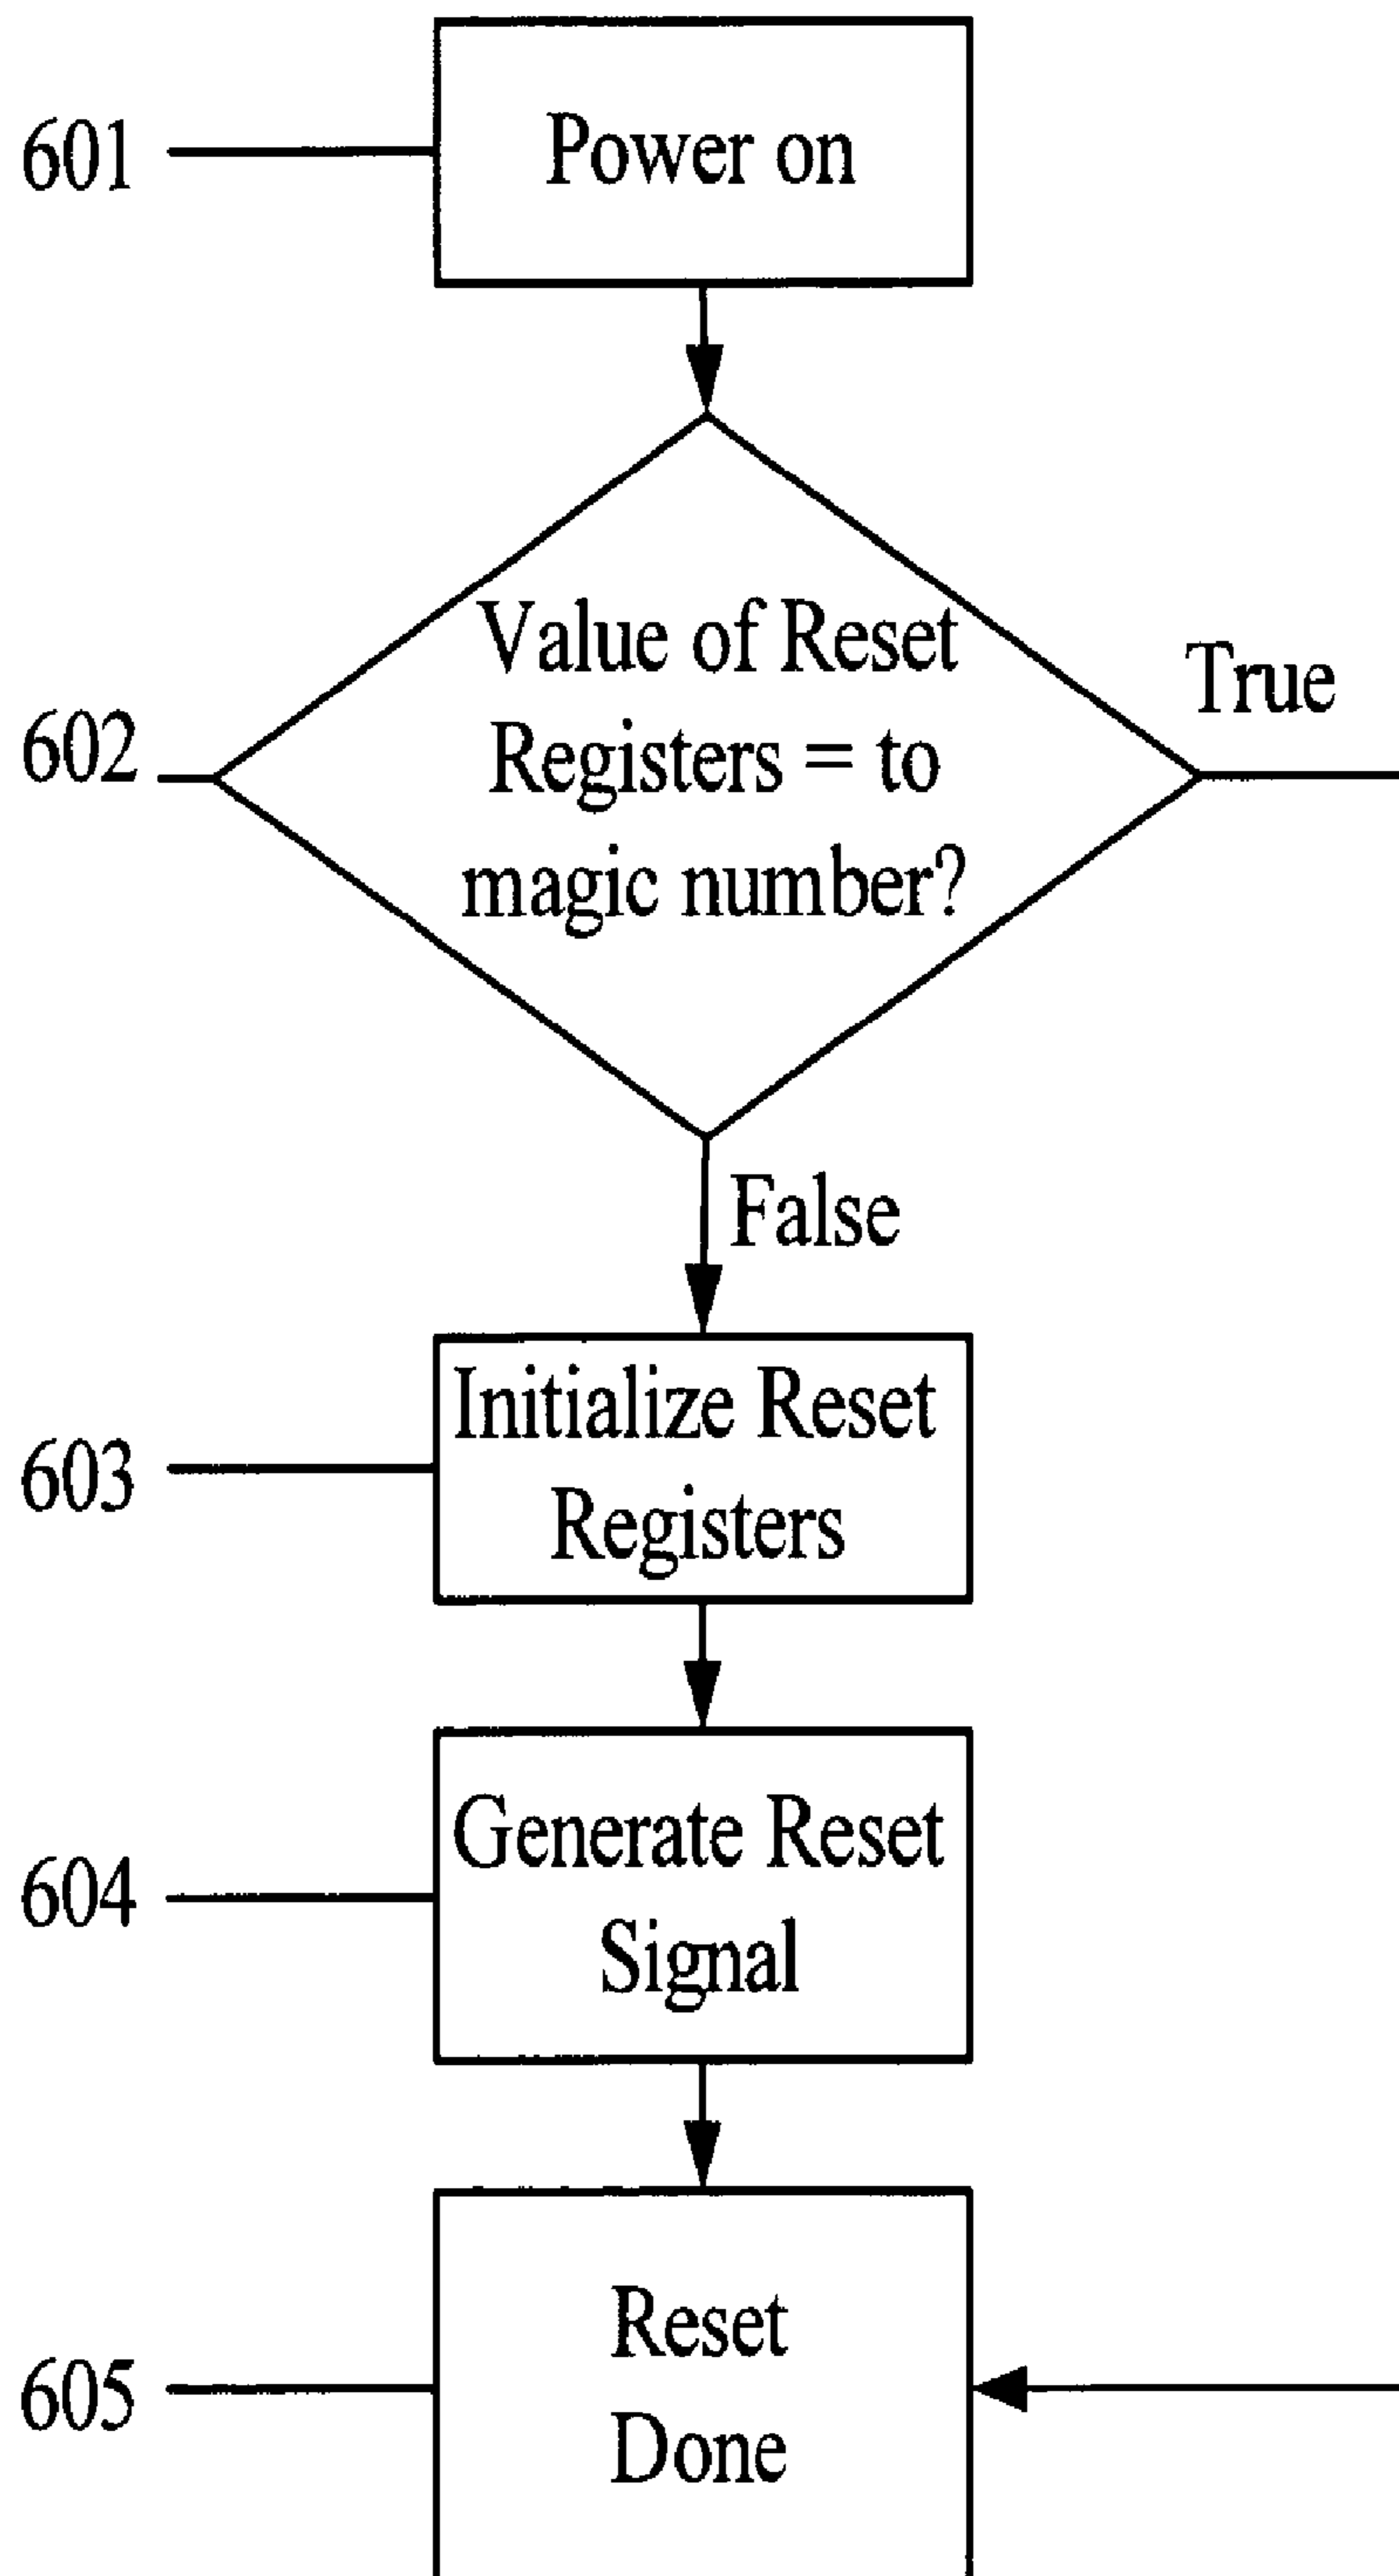 601
Power on
602
Value of Reset
Registers = to
magic number?
True
False
603
Initialize Reset
Registers
604
Generate Reset
Signal
605
Reset
Done